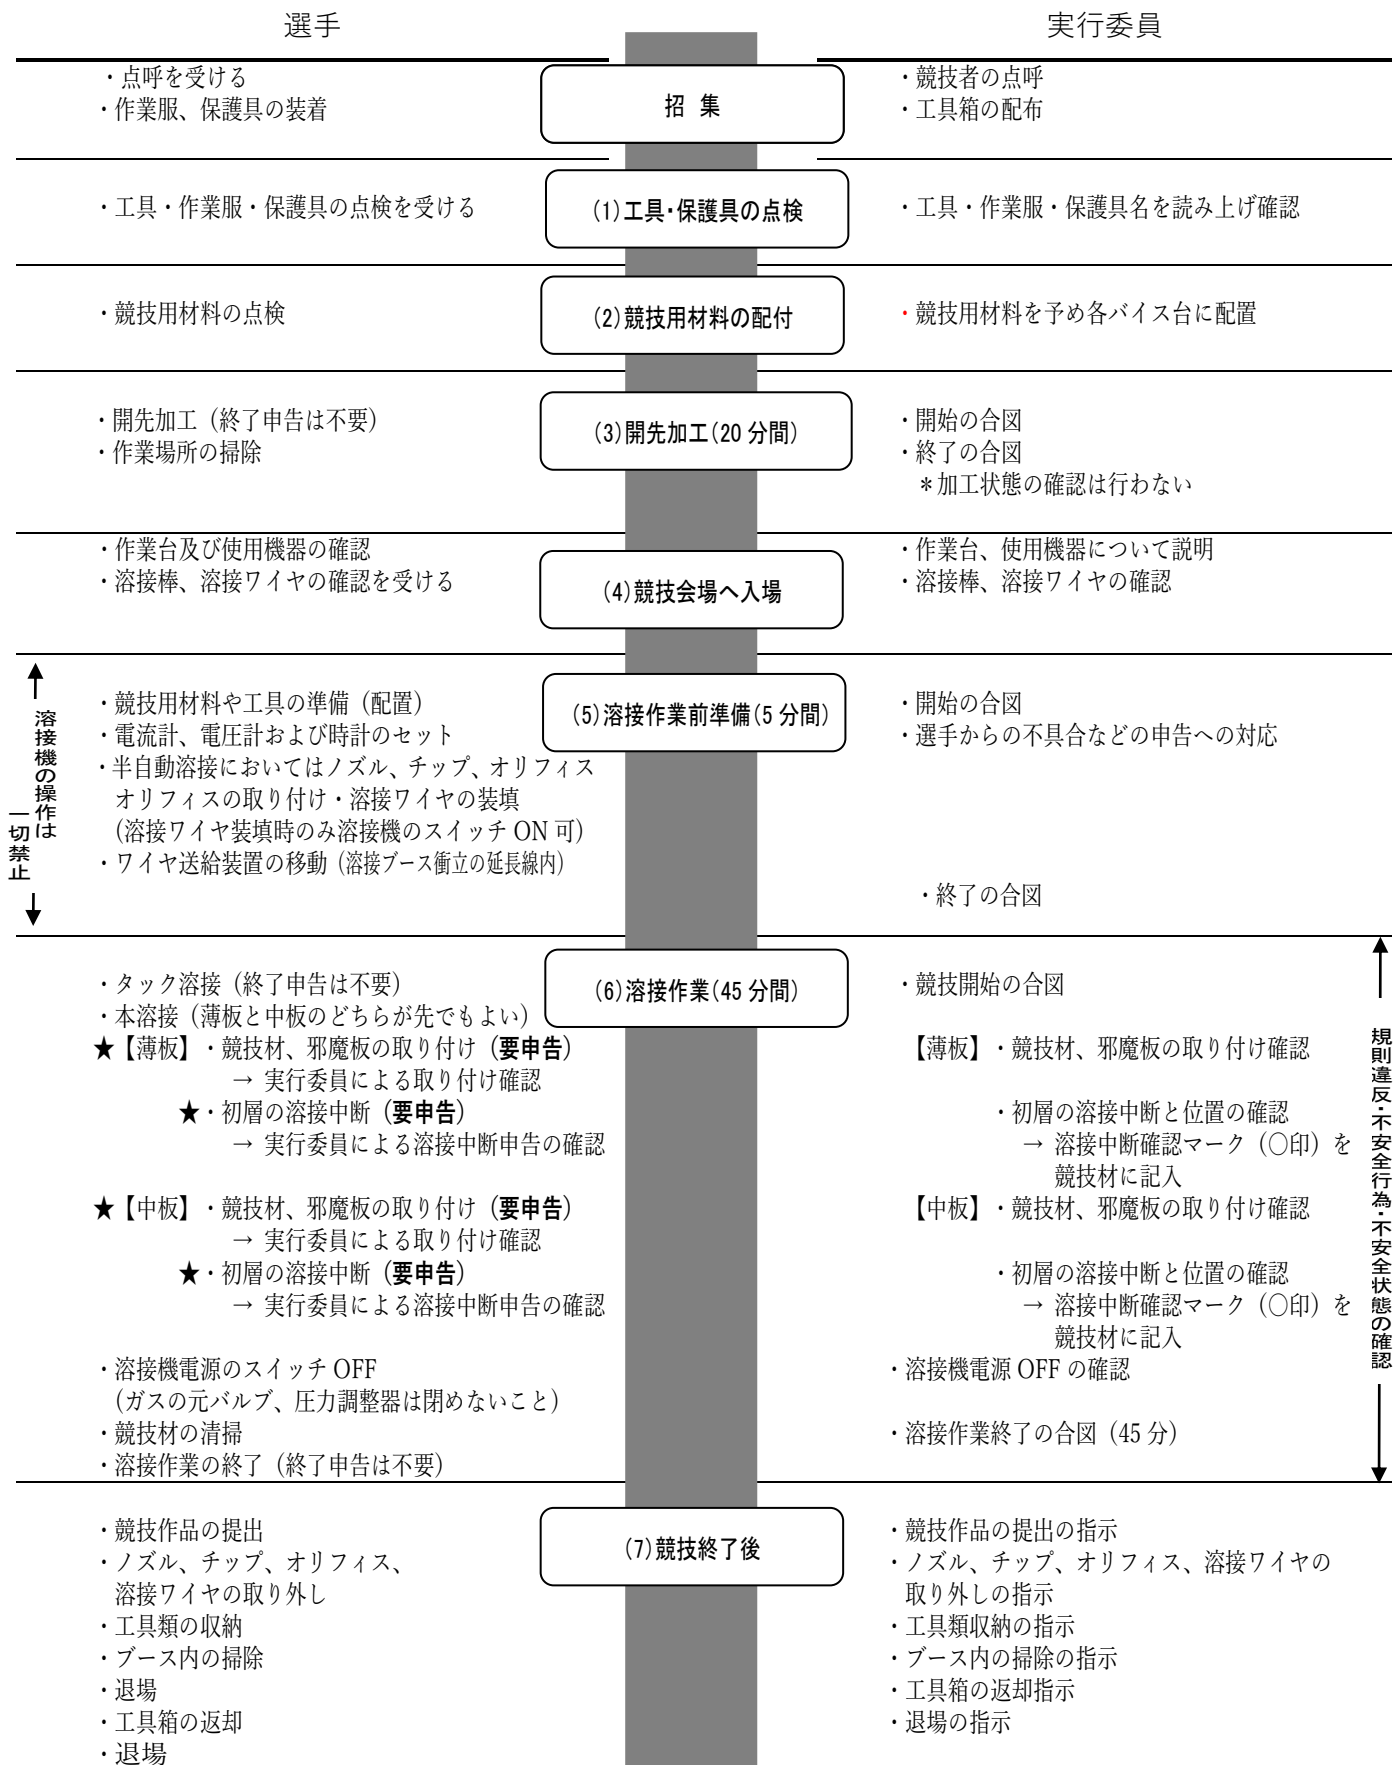 選手
実行委員
・点呼を受ける
・作業服、保護具の装着
招 集
・競技者の点呼
・工具箱の配布
・工具・作業服・保護具の点検を受ける
(1)工具・保護具の点検
・工具・作業服・保護具名を読み上げ確認
・競技用材料の点検
(2)競技用材料の配付
・競技用材料を予め各バイス台に配置
・開先加工（終了申告は不要）
・作業場所の掃除
(3)開先加工(20 分間)
・開始の合図
・終了の合図
＊加工状態の確認は行わない
・作業台及び使用機器の確認
・溶接棒、溶接ワイヤの確認を受ける
(4)競技会場へ入場
・作業台、使用機器について説明
・溶接棒、溶接ワイヤの確認
溶接機の操作は
一切禁止
・競技用材料や工具の準備（配置）
・電流計、電圧計および時計のセット
・半自動溶接においてはノズル、チップ、オリフィス
オリフィスの取り付け・溶接ワイヤの装填
（溶接ワイヤ装填時のみ溶接機のスイッチ ON 可）
・ワイヤ送給装置の移動（溶接ブース衝立の延長線内）
(5)溶接作業前準備(5 分間)
・開始の合図
・選手からの不具合などの申告への対応
・終了の合図
・タック溶接（終了申告は不要）
・本溶接（薄板と中板のどちらが先でもよい）
★【薄板】・競技材、邪魔板の取り付け（要申告）
→ 実行委員による取り付け確認
★・初層の溶接中断（要申告）
→ 実行委員による溶接中断申告の確認
★【中板】・競技材、邪魔板の取り付け（要申告）
→ 実行委員による取り付け確認
★・初層の溶接中断（要申告）
→ 実行委員による溶接中断申告の確認
・溶接機電源のスイッチ OFF
（ガスの元バルブ、圧力調整器は閉めないこと）
・競技材の清掃
・溶接作業の終了（終了申告は不要）
(6)溶接作業(45 分間)
・競技開始の合図
【薄板】・競技材、邪魔板の取り付け確認
・初層の溶接中断と位置の確認
→ 溶接中断確認マーク（〇印）を
競技材に記入
【中板】・競技材、邪魔板の取り付け確認
・初層の溶接中断と位置の確認
→ 溶接中断確認マーク（〇印）を
競技材に記入
・溶接機電源 OFF の確認
・溶接作業終了の合図（45 分）
規則違反・不安全行為・不安全状態の確認
・競技作品の提出
・ノズル、チップ、オリフィス、
溶接ワイヤの取り外し
・工具類の収納
・ブース内の掃除
・退場
・工具箱の返却
・退場
(7)競技終了後
・競技作品の提出の指示
・ノズル、チップ、オリフィス、溶接ワイヤの
取り外しの指示
・工具類収納の指示
・ブース内の掃除の指示
・工具箱の返却指示
・退場の指示